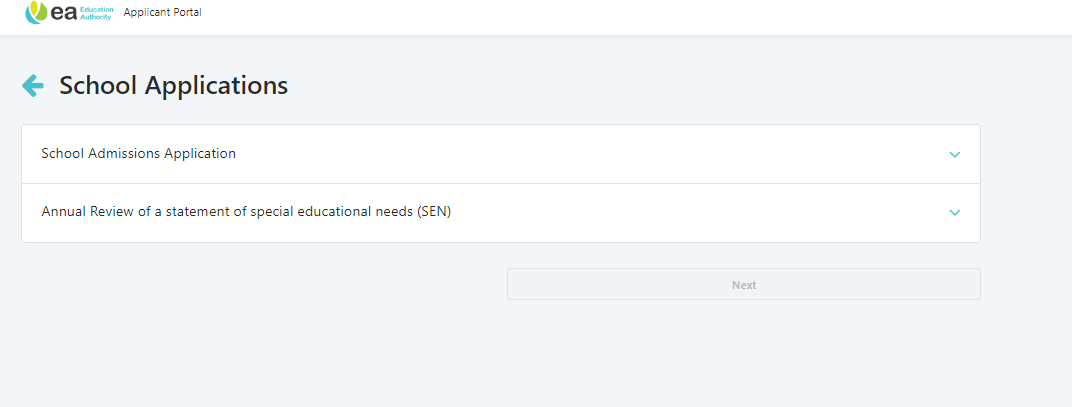 ea Education Authority Applicant Portal
School Applications
School Admissions Application
Annual Review of a statement of special educational needs (SEN)
Next